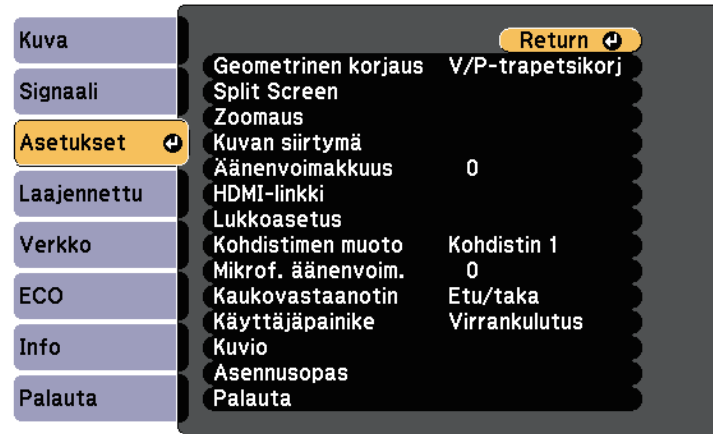 Kuva
Signaali
Asetukset
Laajennettu
Verkko
ECO
Info
Palauta
Return
Geometrinen korjaus V/P-trapetsikorj
Split Screen
Zoomaus
Kuvan siirtymä
Äänenvoimakkuus 0
HDMI-linkki
Lukkoasetus
Kohdistimen muoto Kohdistin 1
Mikrof. äänenvoim. 0
Kaukovastaanotin Etu/taka
Käyttäjäpainike Virrankulutus
Kuvio
Asennusopas
Palauta